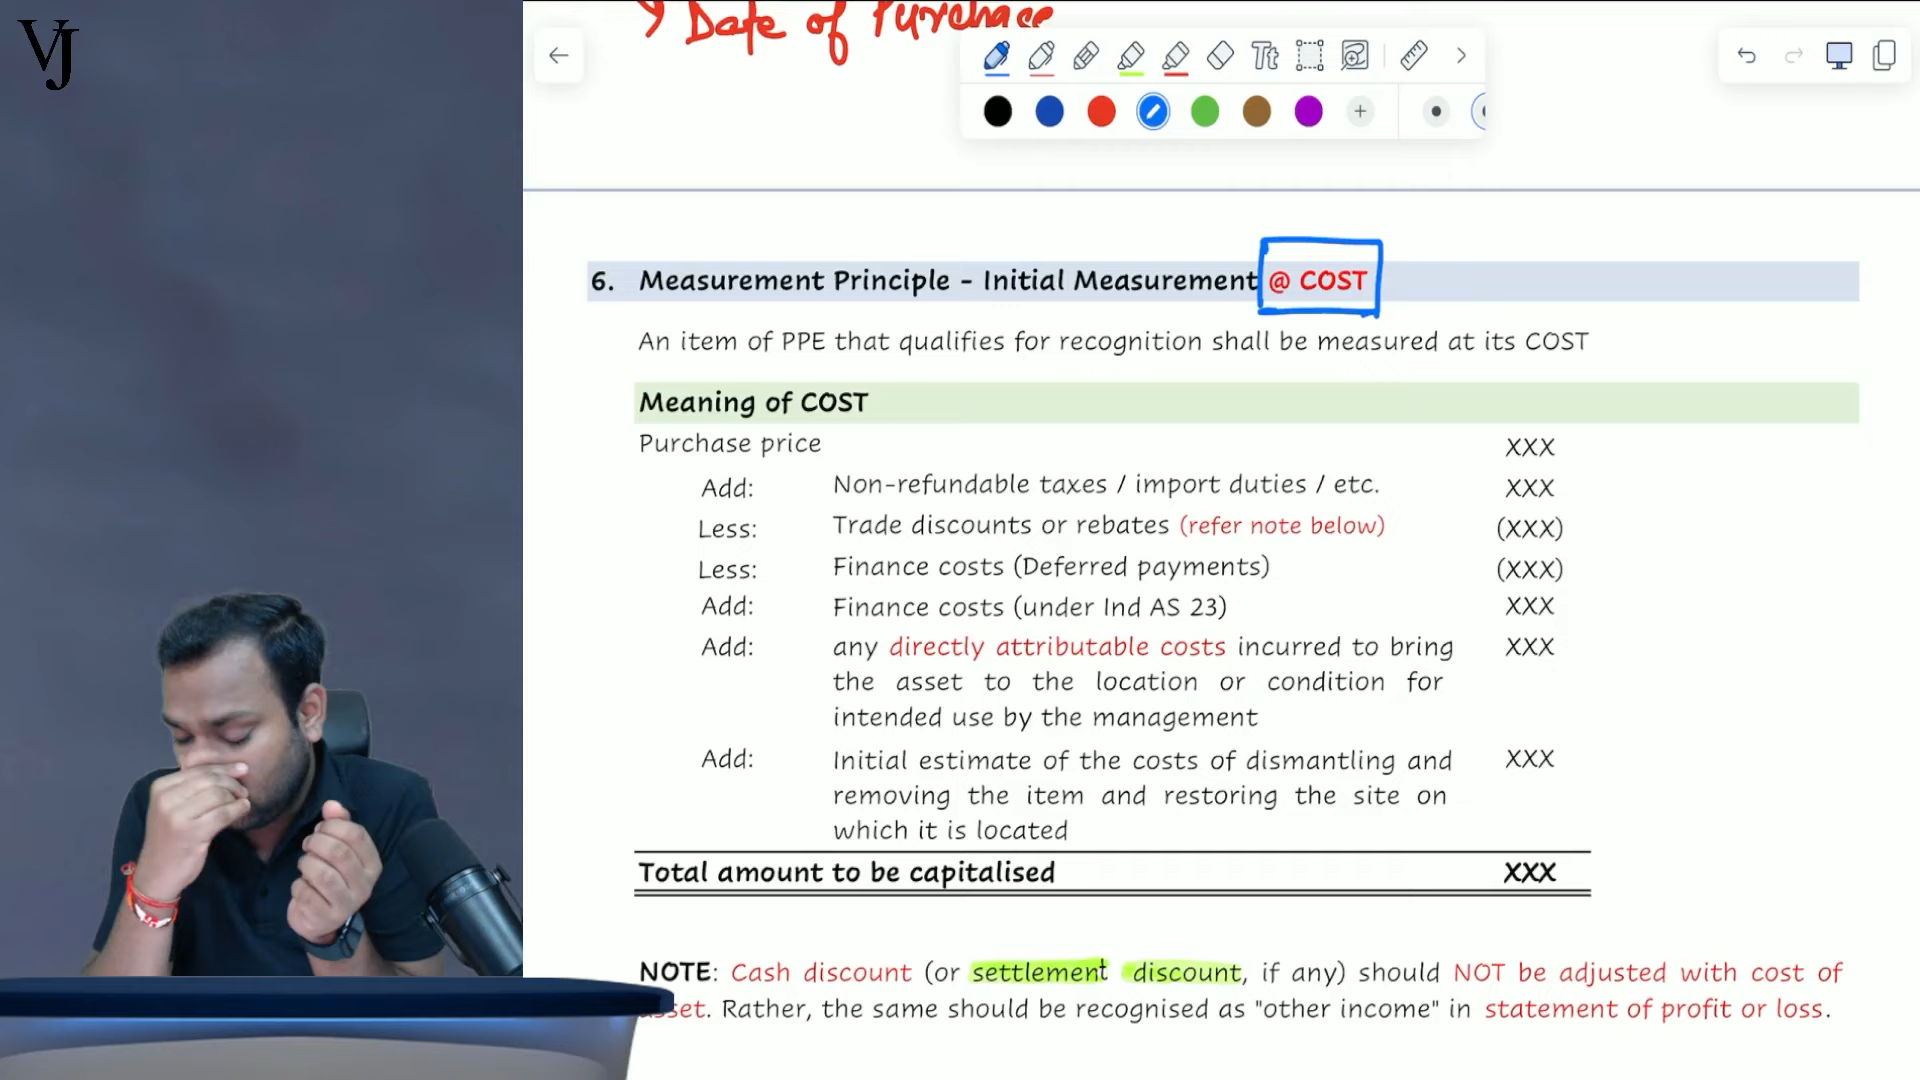 VJ
> Date of Purchase
Tt
6. Measurement Principle - Initial Measurement @ COST
An item of PPE that qualifies for recognition shall be measured at its COST
Meaning of COST
Purchase price XXX
Add: Non-refundable taxes / import duties / etc. XXX
Less: Trade discounts or rebates (refer note below) (XXX)
Less: Finance costs (Deferred payments) (XXX)
Add: Finance costs (under Ind AS 23) XXX
Add: any directly attributable costs incurred to bring XXX
the asset to the location or condition for
intended use by the management
Add: Initial estimate of the costs of dismantling and XXX
removing the item and restoring the site on
which it is located
Total amount to be capitalised XXX
NOTE: Cash discount (or settlement discount, if any) should NOT be adjusted with cost of
asset. Rather, the same should be recognised as "other income" in statement of profit or loss.